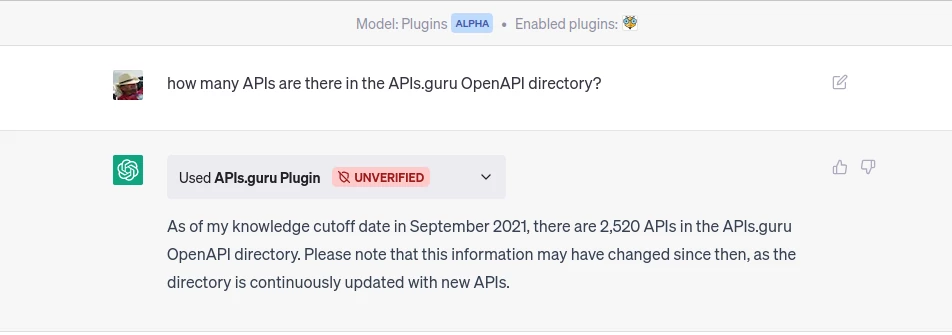 Model: Plugins ALPHA • Enabled plugins:
how many APIs are there in the APIs.guru OpenAPI directory?
Used APIs.guru Plugin UNVERIFIED
As of my knowledge cutoff date in September 2021, there are 2,520 APIs in the APIs.guru
OpenAPI directory. Please note that this information may have changed since then, as the
directory is continuously updated with new APIs.